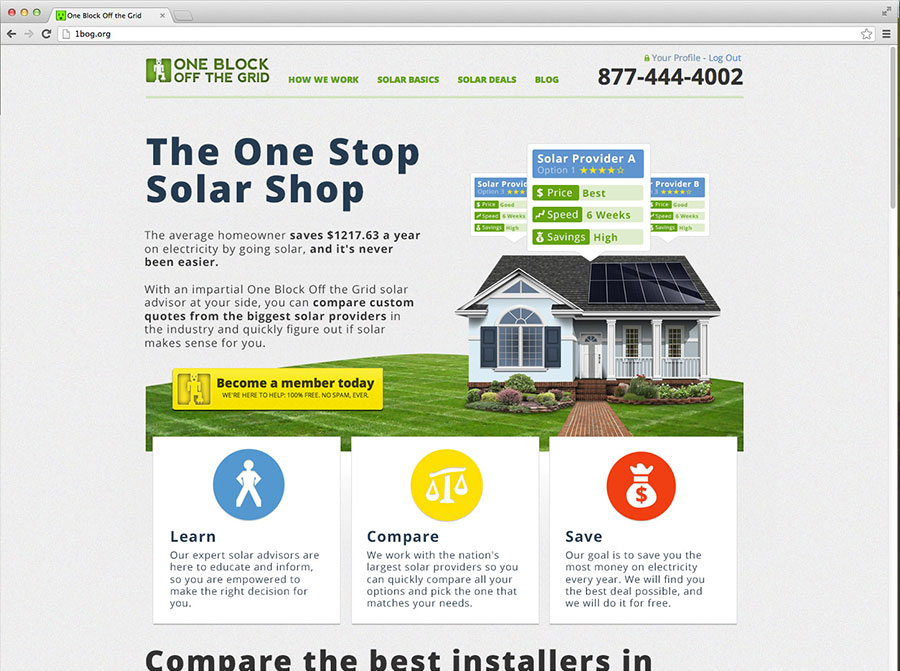 One Block Off the Grid
1bog.org
ONE BLOCK
OFF THE GRID
HOW WE WORK
SOLAR BASICS
SOLAR DEALS
BLOG
Your Profile - Log Out
877-444-4002
The One Stop
Solar Shop
The average homeowner saves $1217.63 a year
on electricity by going solar, and it's never
been easier.
With an impartial One Block Off the Grid solar
advisor at your side, you can compare custom
quotes from the biggest solar providers in
the industry and quickly figure out if solar
makes sense for you.
Become a member today
WE'RE HERE TO HELP: 100% FREE. NO SPAM, EVER.
Solar Provid
Option 3
$ Price Good
Speed 6 Weeks
Savings High
Solar Provider A
Option 1
$ Price Best
Speed 6 Weeks
Savings High
r Provider B
Price Good
Speed 6 Weeks
Savings High
Learn
Our expert solar advisors are
here to educate and inform,
so you are empowered to
make the right decision for
you.
Compare
We work with the nation's
largest solar providers so you
can quickly compare all your
options and pick the one that
matches your needs.
$
Save
Our goal is to save you the
most money on electricity
every year. We will find you
the best deal possible, and
we will do it for free.
Compare the best installers in